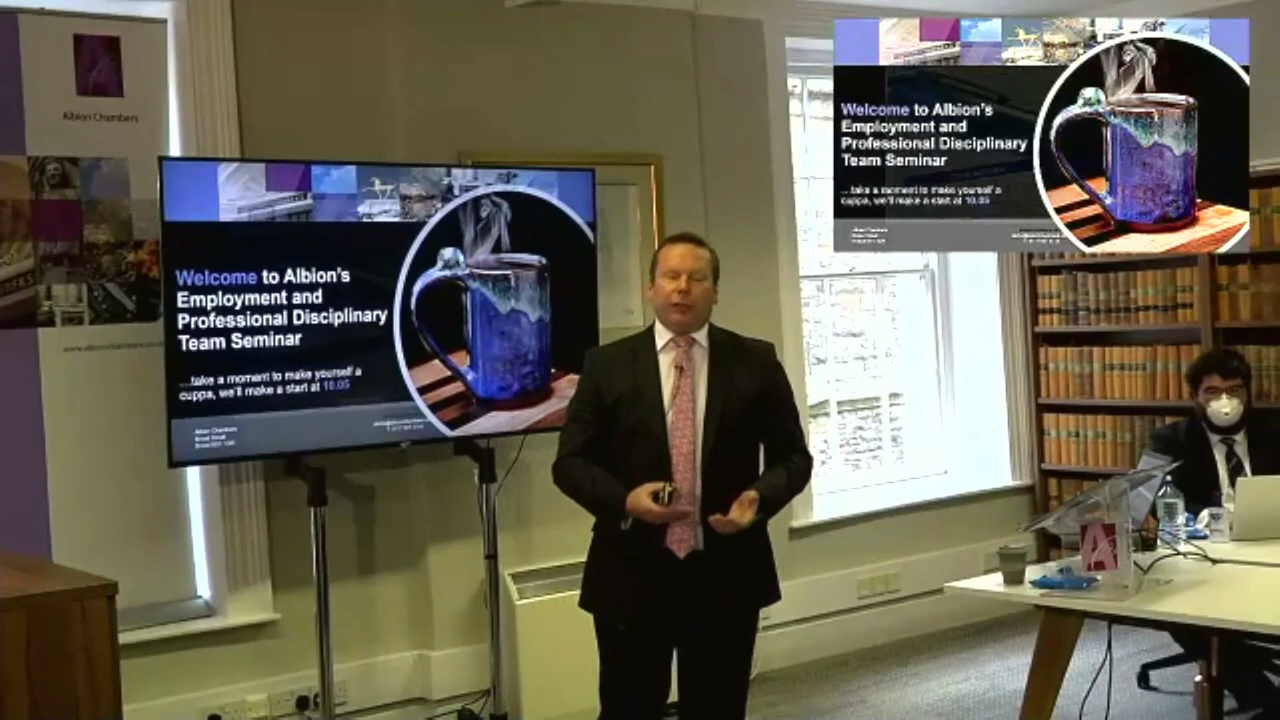 Albion Chambers
Welcome to Albion's
Employment and
Professional Disciplinary
Team Seminar
...take a moment to make yourself a
cuppa, we'll make a start at 10.05
Albion Chambers
Welcome to Albion's
Employment and
Professional Disciplinary
Team Seminar
...take a moment to make yourself a
cuppa, we'll make a start at 10.05
A